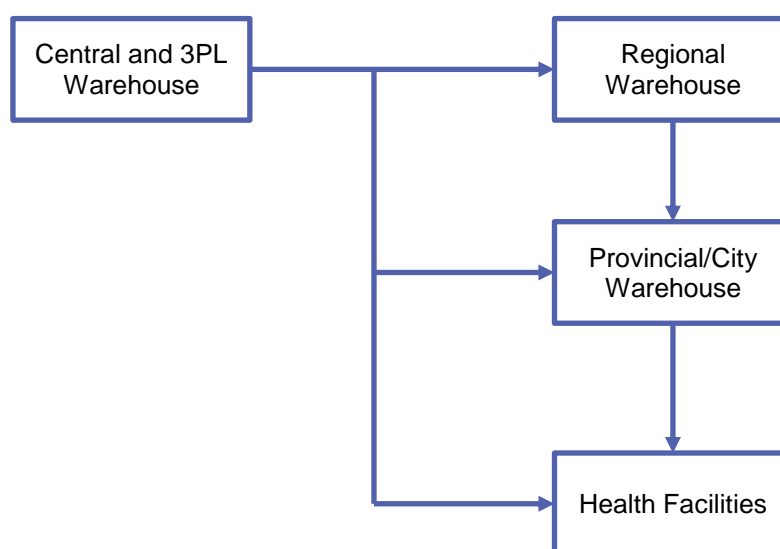 Central and 3PL
Warehouse
Regional
Warehouse
Provincial/City
Warehouse
Health Facilities